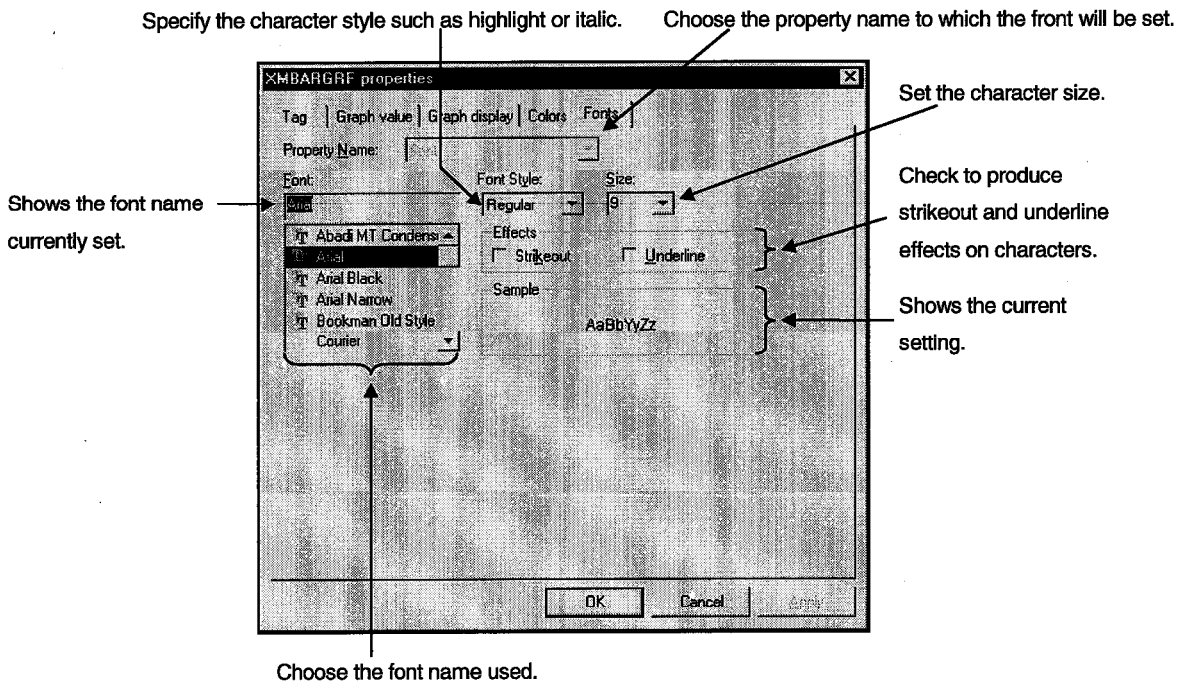 Specify the character style such as highlight or italic.
Choose the property name to which the front will be set.
XMBARGRF properties
Tag
Graph value
Graph display
Colors
Fonts
Set the character size.
Property Name:
Font
Font:
Font Style:
Size:
Shows the font name
currently set.
Arial
Regular
9
Check to produce
strikeout and underline
effects on characters.
Abadi MT Condens
Arial
Arial Black
Arial Narrow
Bookman Old Style
Courier
Effects
Strikeout
Underline
Sample
AaBbYyZz
Shows the current
setting.
OK
Cancel
Apply
Choose the font name used.